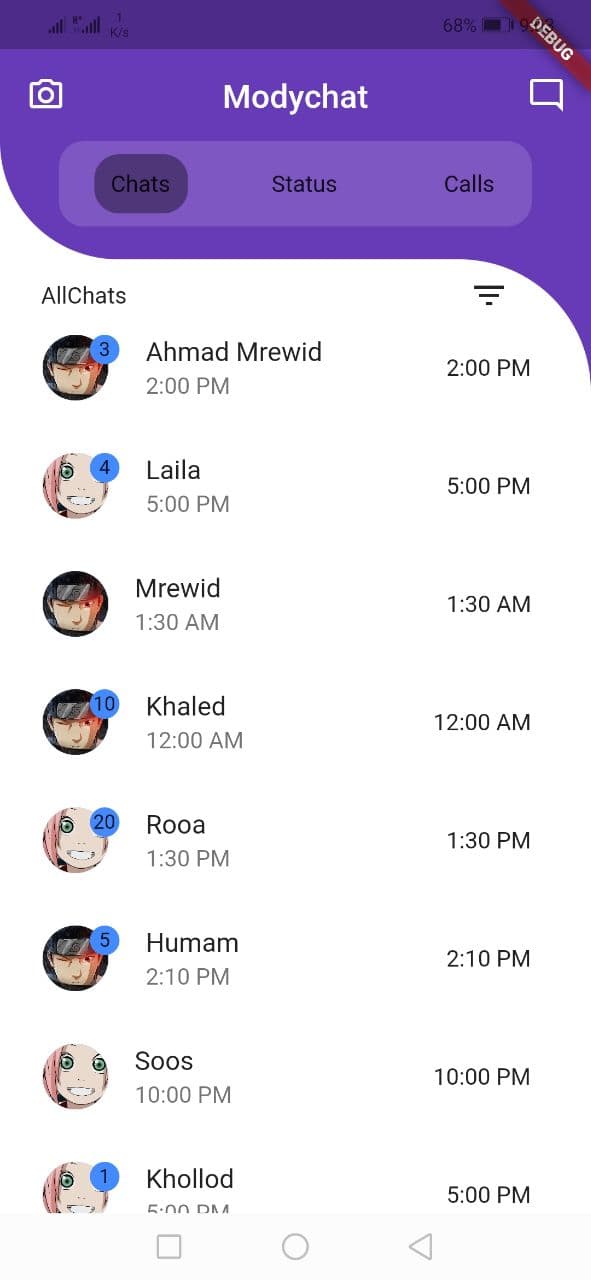 1
K/s
68%
DEBUG
Modychat
Chats Status Calls
AllChats
3
Ahmad Mrewid
2:00 PM
2:00 PM
4
Laila
5:00 PM
5:00 PM
Mrewid
1:30 AM
1:30 AM
10
Khaled
12:00 AM
12:00 AM
20
Rooa
1:30 PM
1:30 PM
5
Humam
2:10 PM
2:10 PM
Soos
10:00 PM
10:00 PM
1
Khollod
5:00 PM
5:00 PM